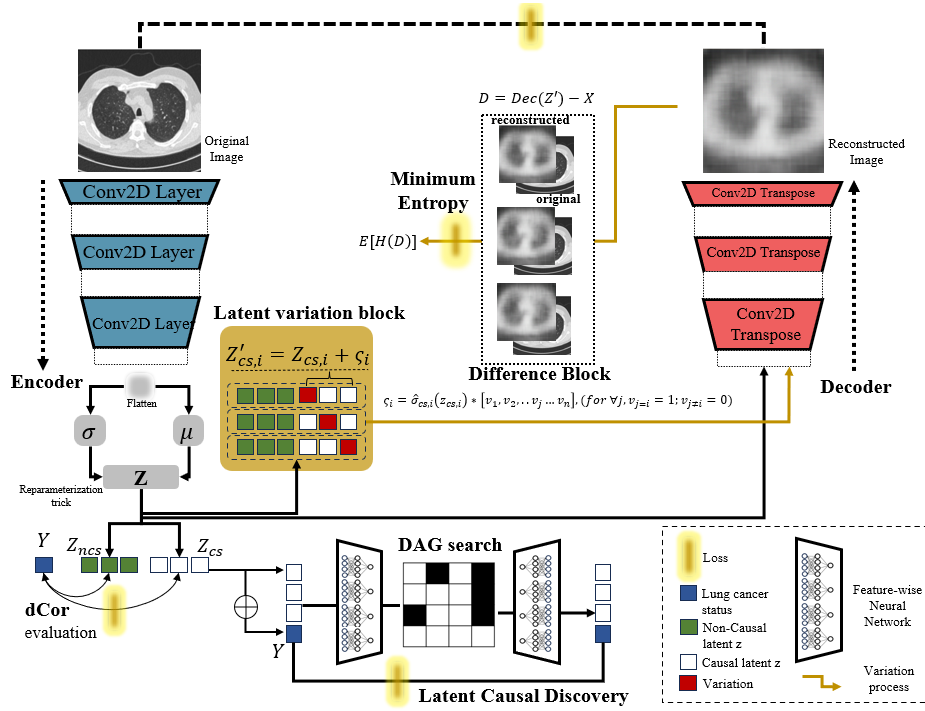 Original
Image
Conv2D Layer
Conv2D Layer
Conv2D Layer
Encoder
Flatten
σ
μ
Z
Reparameterization
trick
Latent variation block
Z′cs,i = Zcs,i + ςi
ςi = σ̂cs,i(zcs,i) ∗ [v1, v2, . . vj … vn], (for ∀j, vj=i = 1; vj≠i = 0)
Minimum
Entropy
E[H(D)]
D = Dec(Z′) − X
reconstructed
original
Difference Block
Reconstructed
Image
Conv2D Transpose
Conv2D Transpose
Conv2D
Transpose
Decoder
Y
Zncs
Zcs
dCor
evaluation
Y
DAG search
Latent Causal Discovery
Loss
Lung cancer
status
Non-Causal
latent z
Causal latent z
Variation
Feature-wise
Neural
Network
Variation
process